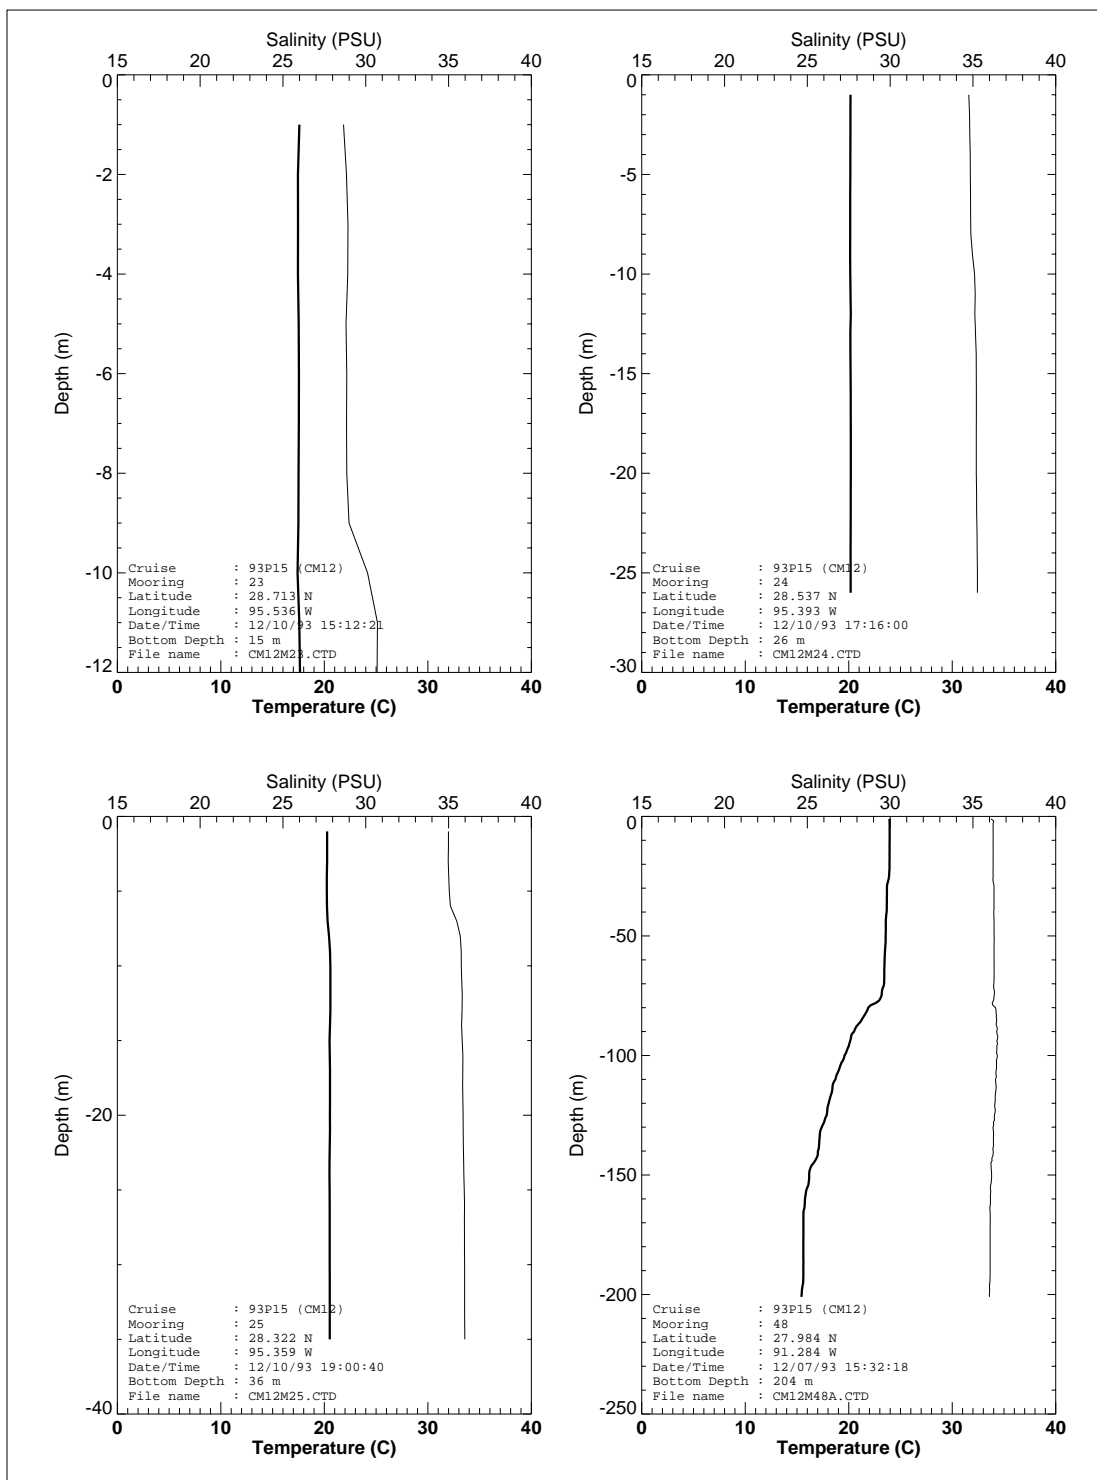 Salinity (PSU)
15 20 25 30 35 40
0
-2
-4
-6
-8
-10
-12
Depth (m)
Cruise : 93P15 (CM12)
Mooring : 23
Latitude : 28.713 N
Longitude : 95.536 W
Date/Time : 12/10/93 15:12:21
Bottom Depth : 15 m
File name : CM12M23.CTD
0 10 20 30 40
Temperature (C)
Salinity (PSU)
15 20 25 30 35 40
0
-5
-10
-15
-20
-25
-30
Depth (m)
Cruise : 93P15 (CM12)
Mooring : 24
Latitude : 28.537 N
Longitude : 95.393 W
Date/Time : 12/10/93 17:16:00
Bottom Depth : 26 m
File name : CM12M24.CTD
0 10 20 30 40
Temperature (C)
Salinity (PSU)
15 20 25 30 35 40
0
-20
-40
Depth (m)
Cruise : 93P15 (CM12)
Mooring : 25
Latitude : 28.322 N
Longitude : 95.359 W
Date/Time : 12/10/93 19:00:40
Bottom Depth : 36 m
File name : CM12M25.CTD
0 10 20 30 40
Temperature (C)
Salinity (PSU)
15 20 25 30 35 40
0
-50
-100
-150
-200
-250
Depth (m)
Cruise : 93P15 (CM12)
Mooring : 48
Latitude : 27.984 N
Longitude : 91.284 W
Date/Time : 12/07/93 15:32:18
Bottom Depth : 204 m
File name : CM12M48A.CTD
0 10 20 30 40
Temperature (C)